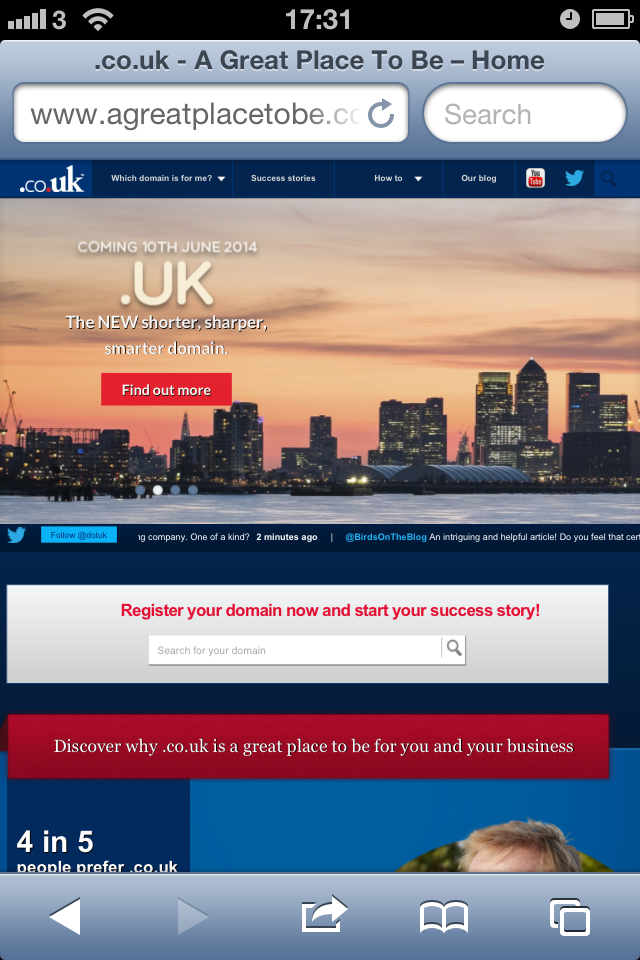 3 17:31
.co.uk - A Great Place To Be – Home
www.agreatplacetobe.co Search
.co.uk Which domain is for me? Success stories How to You Tube Our blog
COMING 10TH JUNE 2014
.UK
The NEW shorter, sharper,
smarter domain.
Find out more
Follow @dotuk ng company. One of a kind? 2 minutes ago | @BirdsOnTheBlog An intriguing and helpful article! Do you feel that cert
Register your domain now and start your success story!
Search for your domain
Discover why .co.uk is a great place to be for you and your business
4 in 5
people prefer .co.uk